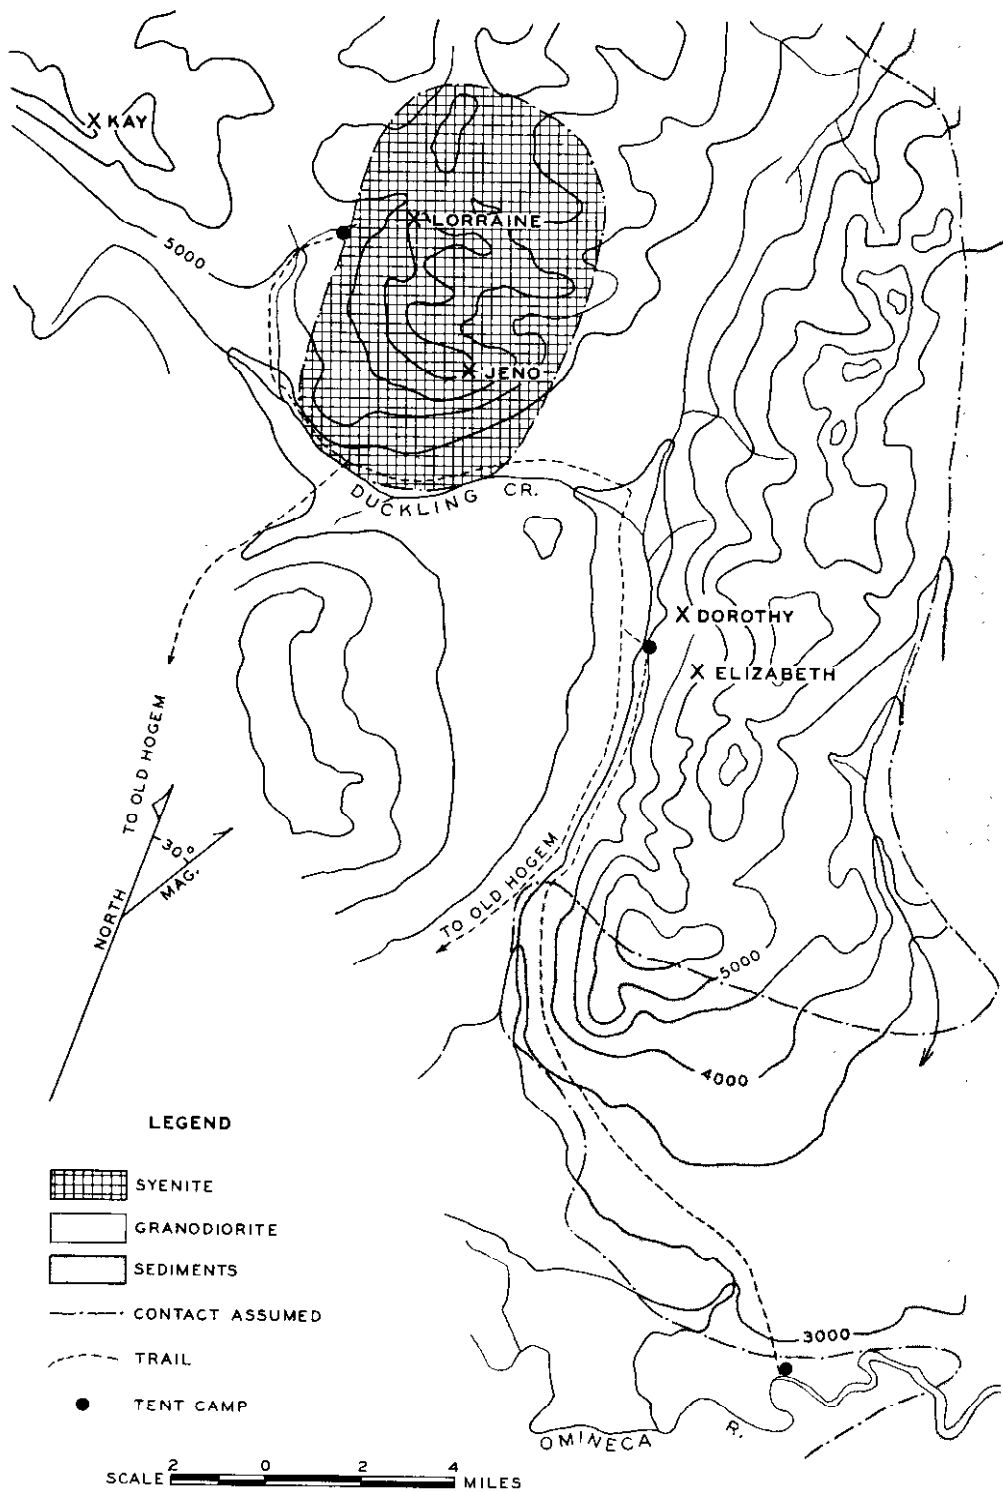 X KAY
5000
X LORRAINE
X JENO
DUCKLING CR.
X DOROTHY
X ELIZABETH
TO OLD HOGEM
30°
MAG.
NORTH
TO OLD HOGEM
5000
4000
LEGEND
SYENITE
GRANODIORITE
SEDIMENTS
CONTACT ASSUMED
TRAIL
TENT CAMP
3000
OMINECA R.
SCALE 2 0 2 4 MILES